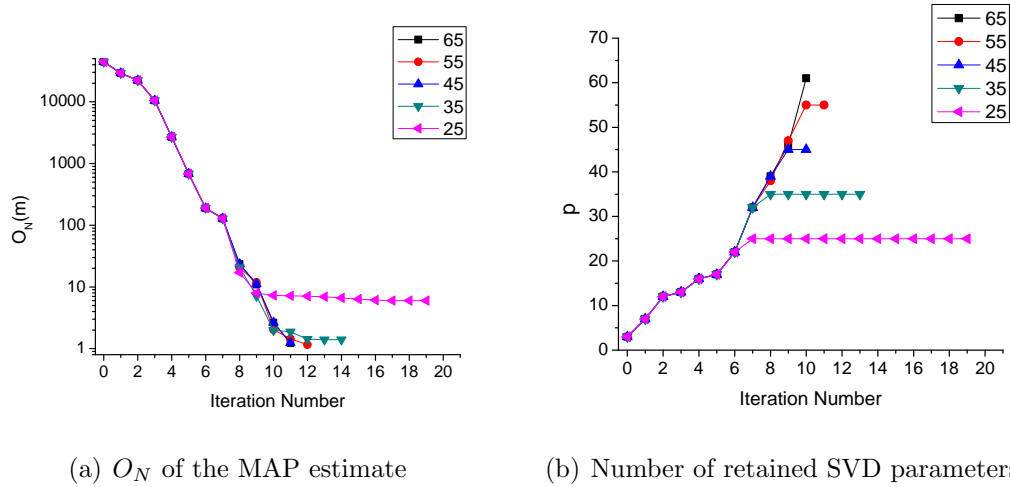 65
55
45
35
25
10000
1000
100
10
1
O_N(m)
0 2 4 6 8 10 12 14 16 18 20
Iteration Number
(a) O_N of the MAP estimate
65
55
45
35
25
70
60
50
40
30
20
10
0
p
0 2 4 6 8 10 12 14 16 18 20
Iteration Number
(b) Number of retained SVD parameters